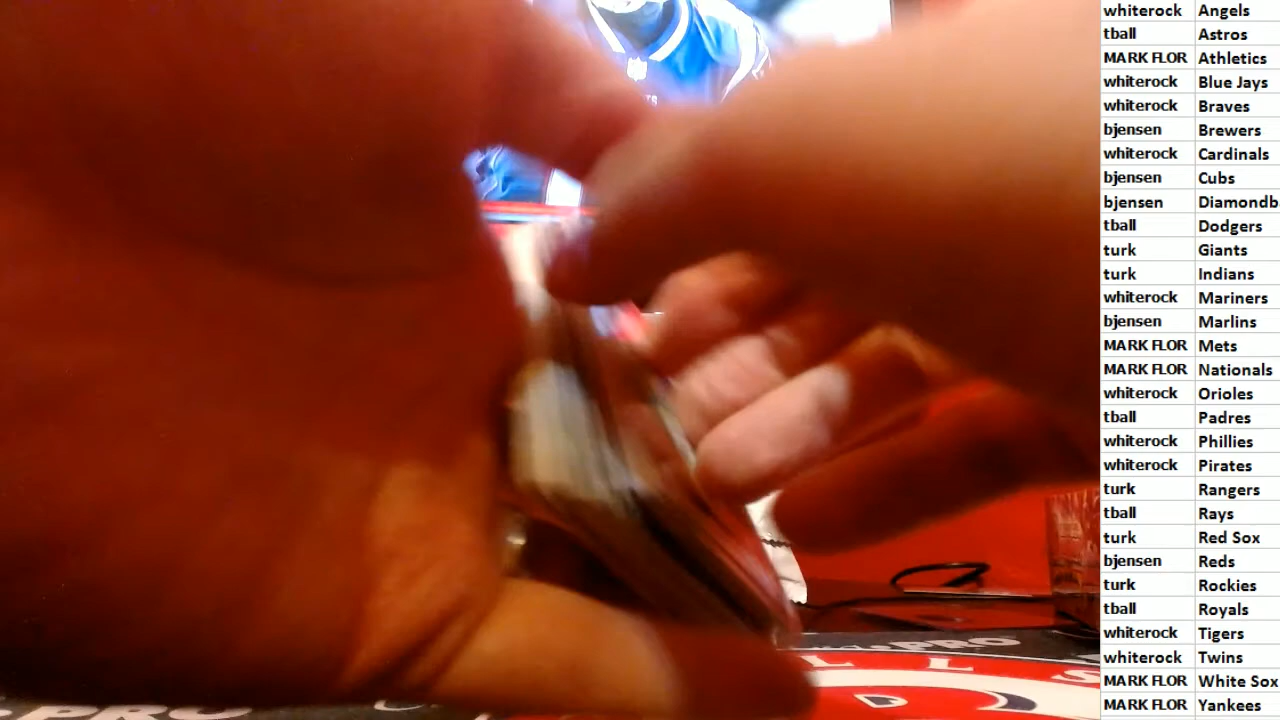 whiterock Angels
tball Astros
MARK FLOR Athletics
whiterock Blue Jays
whiterock Braves
bjensen Brewers
whiterock Cardinals
bjensen Cubs
bjensen Diamondb
tball Dodgers
turk Giants
turk Indians
whiterock Mariners
bjensen Marlins
MARK FLOR Mets
MARK FLOR Nationals
whiterock Orioles
tball Padres
whiterock Phillies
whiterock Pirates
turk Rangers
tball Rays
turk Red Sox
bjensen Reds
turk Rockies
tball Royals
whiterock Tigers
whiterock Twins
MARK FLOR White Sox
MARK FLOR Yankees